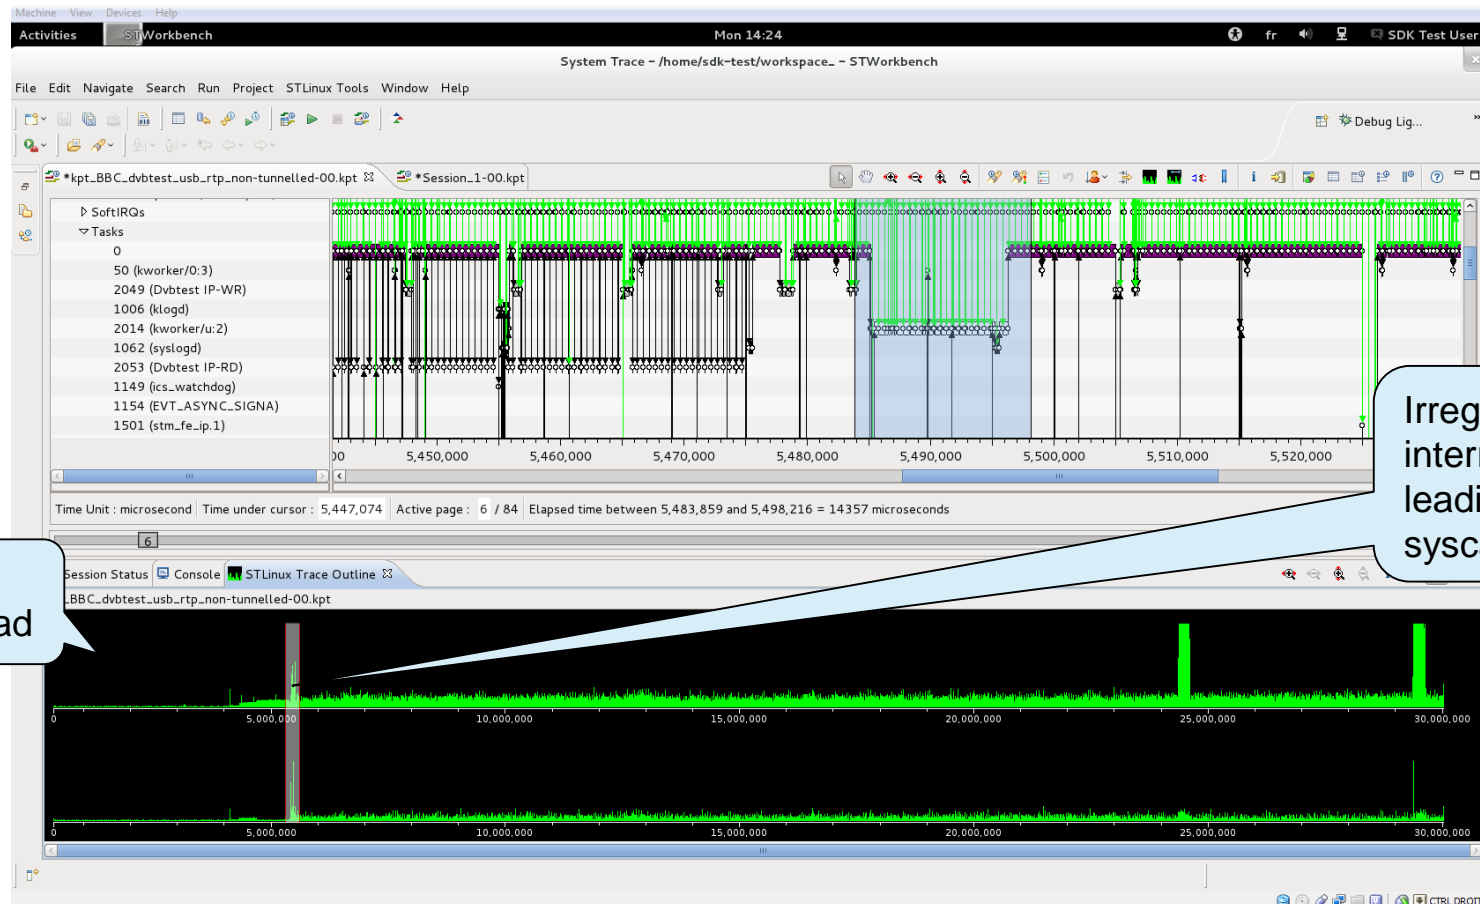 Machine View Devices Help
Activities STWorkbench Mon 14:24 fr SDK Test User
System Trace - /home/sdk-test/workspace_ - STWorkbench
File Edit Navigate Search Run Project STLinux Tools Window Help
Debug Lig...
*kpt_BBC_dvbtest_usb_rtp_non-tunnelled-00.kpt *Session_1-00.kpt
SoftIRQs
Tasks
0
50 (kworker/0:3)
2049 (Dvbtest IP-WR)
1006 (klogd)
2014 (kworker/u:2)
1062 (syslogd)
2053 (Dvbtest IP-RD)
1149 (ics_watchdog)
1154 (EVT_ASYNC_SIGNA)
1501 (stm_fe_ip.1)
5,450,000 5,460,000 5,470,000 5,480,000 5,490,000 5,500,000 5,510,000 5,520,000
Time Unit : microsecond Time under cursor : 5,447,074 Active page : 6 / 84 Elapsed time between 5,483,859 and 5,498,216 = 14357 microseconds
6
Session Status Console STLinux Trace Outline
_BBC_dvbtest_usb_rtp_non-tunnelled-00.kpt
0 5,000,000 10,000,000 15,000,000 20,000,000 25,000,000 30,000,000
0 5,000,000 10,000,000 15,000,000 20,000,000 25,000,000 30,000,000
CTRL DROIT